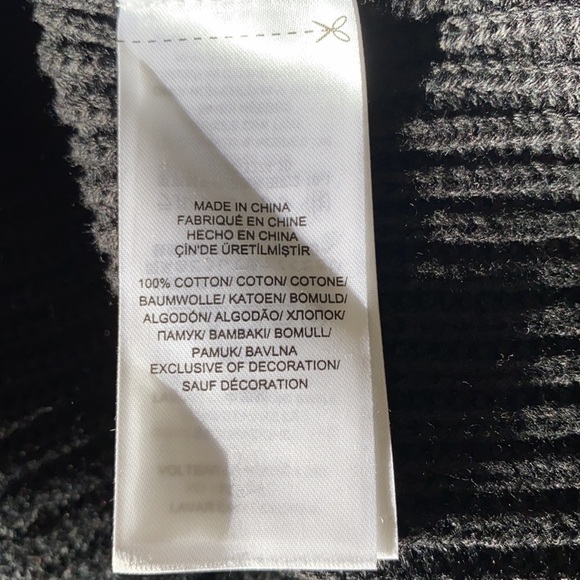 MADE IN CHINA
FABRIQUÉ EN CHINE
HECHO EN CHINA
ÇİN'DE ÜRETİLMİŞTİR
100% COTTON/ COTON/ COTONE/
BAUMWOLLE/ KATOEN/ BOMULD/
ALGODÓN/ ALGODÃO/ ХЛОПОК/
ПАМУК/ BAMBAKI/ BOMULL/
PAMUK/ BAVLNA
EXCLUSIVE OF DECORATION/
SAUF DÉCORATION